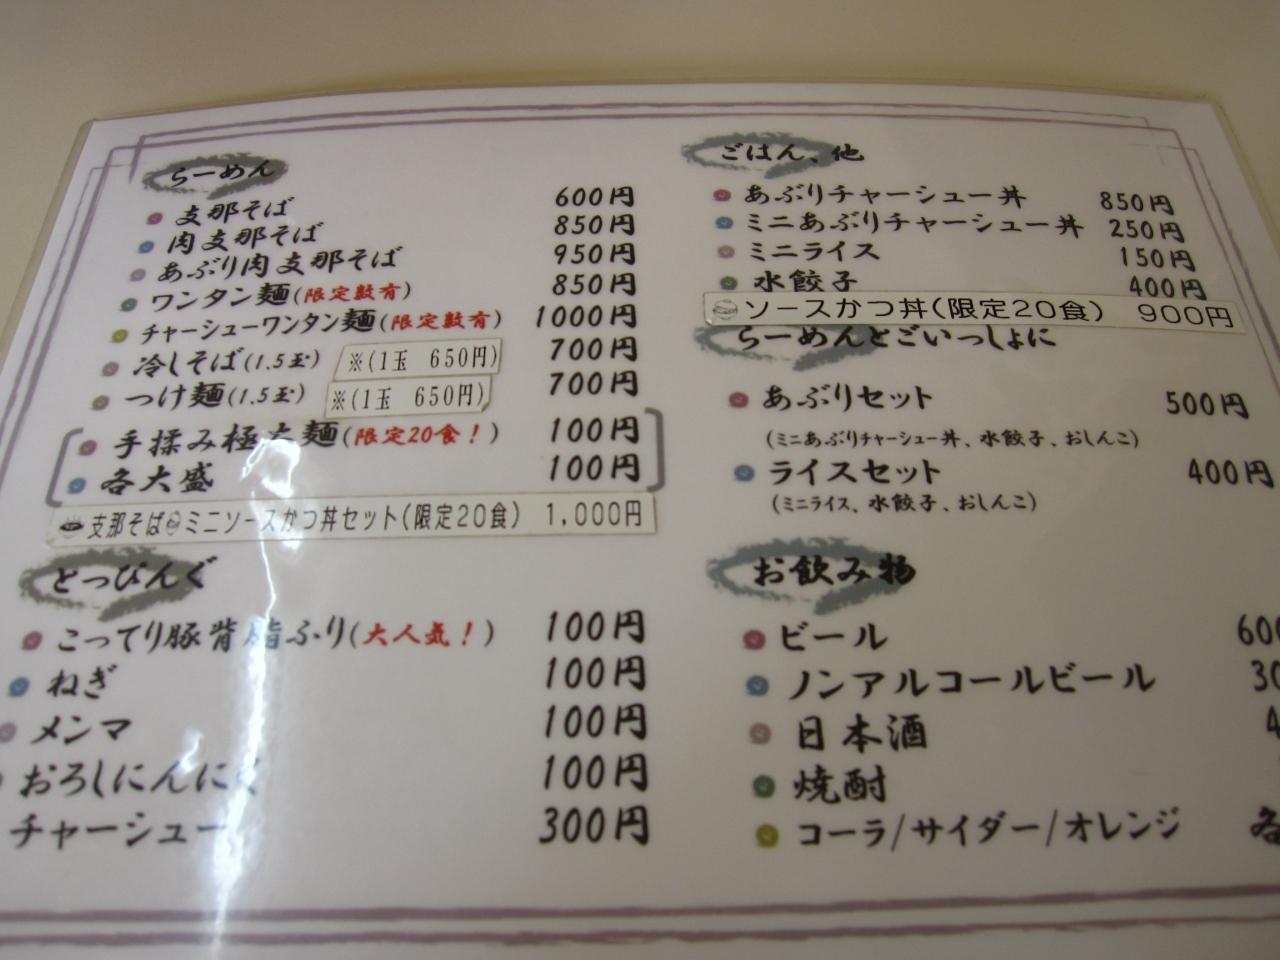 らーめん
支那そば 600円
肉支那そば 850円
あぶり肉支那そば 950円
ワンタン麺(限定数有) 850円
チャーシューワンタン麺(限定数有) 1000円
冷しそば(1.5玉) ※(1玉 650円) 700円
つけ麺(1.5玉) ※(1玉 650円) 700円
手揉み極太麺(限定20食!) 100円
各大盛 100円
支那そば ミニソースかつ丼セット(限定20食) 1,000円
とっぴんぐ
こってり豚背脂ふり(大人気!) 100円
ねぎ 100円
メンマ 100円
おろしにんにく 100円
チャーシュー 300円
ごはん、他
あぶりチャーシュー丼 850円
ミニあぶりチャーシュー丼 250円
ミニライス 150円
水餃子 400円
ソースかつ丼(限定20食) 900円
らーめんとごいっしょに
あぶりセット 500円
(ミニあぶりチャーシュー丼、水餃子、おしんこ)
ライスセット 400円
(ミニライス、水餃子、おしんこ)
お飲み物
ビール 600
ノンアルコールビール 30
日本酒 4
焼酎
コーラ/サイダー/オレンジ 各